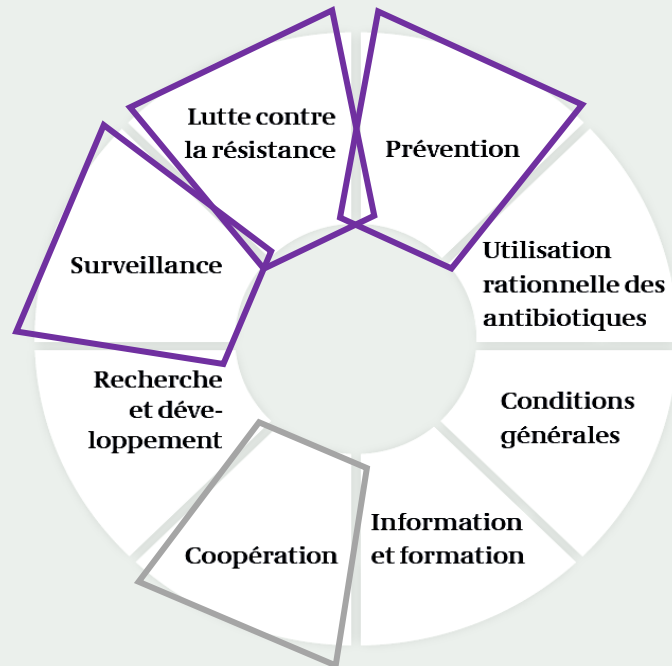 Lutte contre
la résistance
Prévention
Utilisation
rationnelle des
antibiotiques
Conditions
générales
Information
et formation
Coopération
Recherche
et déve-
loppement
Surveillance